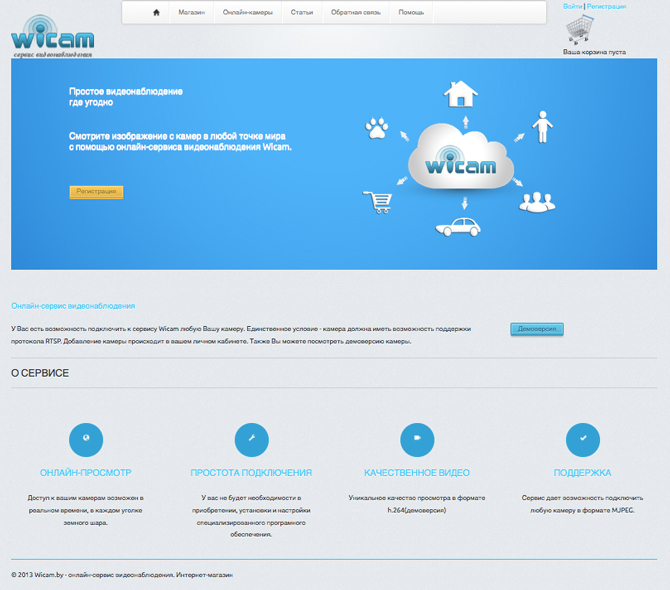 Магазин Онлайн-камеры Статьи Обратная связь Помощь
Войти | Регистрация
Ваша корзина пуста
wicam
сервис видеонаблюдения
Простое видеонаблюдение
где угодно
Смотрите изображение с камер в любой точке мира
с помощью онлайн-сервиса видеонаблюдения Wicam.
Регистрация
wicam
Онлайн-сервис видеонаблюдения
У Вас есть возможность подключить к сервису Wicam любую Вашу камеру. Единственное условие - камера должна иметь возможность поддержки
протокола RTSP. Добавление камеры происходит в вашем личном кабинете. Также Вы можете посмотреть демоверсию камеры.
Демоверсия
О СЕРВИСЕ
ОНЛАЙН-ПРОСМОТР
Доступ к вашим камерам возможен в
реальном времени, в каждом уголке
земного шара.
ПРОСТОТА ПОДКЛЮЧЕНИЯ
У вас не будет необходимости в
приобретении, установки и настройки
специализированного програмного
обеспечения.
КАЧЕСТВЕННОЕ ВИДЕО
Уникальное качество просмотра в формате
h.264(демоверсия)
ПОДДЕРЖКА
Сервис дает возможность подключить
любую камеру в формате MJPEG.
© 2013 Wicam.by - онлайн-сервис видеонаблюдения. Интернет-магазин